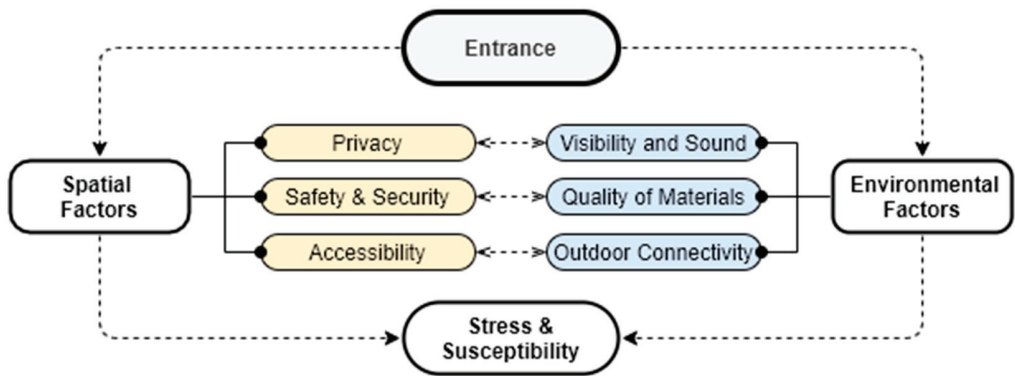 Entrance
Privacy
Visibility and Sound
Spatial
Factors
Safety & Security
Quality of Materials
Environmental
Factors
Accessibility
Outdoor Connectivity
Stress &
Susceptibility